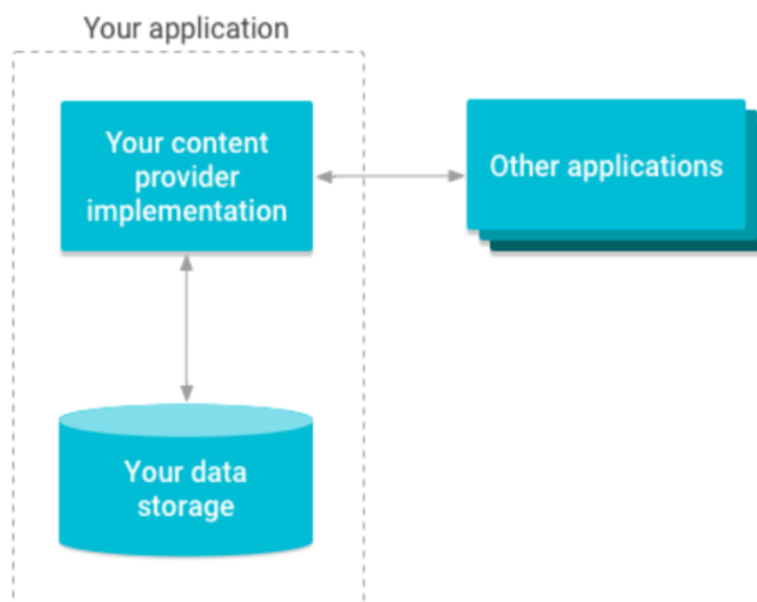 Your application
Your content
provider
implementation
Other applications
Your data
storage